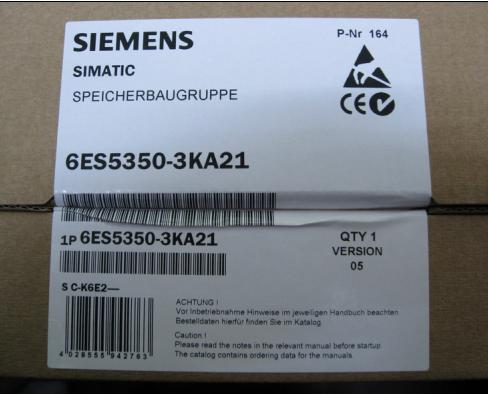 SIEMENS
P-Nr 164
SIMATIC
SPEICHERBAUGRUPPE
CE
6ES5350-3KA21
1P 6ES5350-3KA21
QTY 1
VERSION
05
S C-K6E2—
ACHTUNG !
Vor Inbetriebnahme Hinweise im jeweiligen Handbuch beachten.
Bestelldaten hierfür finden Sie im Katalog.
Caution !
Please read the notes in the relevant manual before startup.
The catalog contains ordering data for the manuals.
4 028555 942763